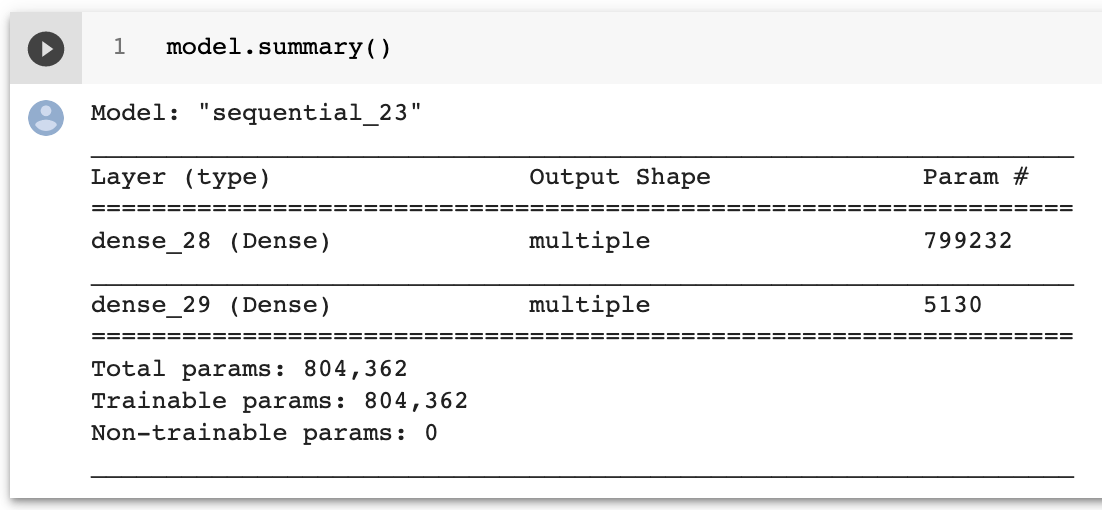 1 model.summary()
Model: "sequential_23"
_________________________________________________________________
Layer (type) Output Shape Param #
=================================================================
dense_28 (Dense) multiple 799232
_________________________________________________________________
dense_29 (Dense) multiple 5130
=================================================================
Total params: 804,362
Trainable params: 804,362
Non-trainable params: 0
_________________________________________________________________